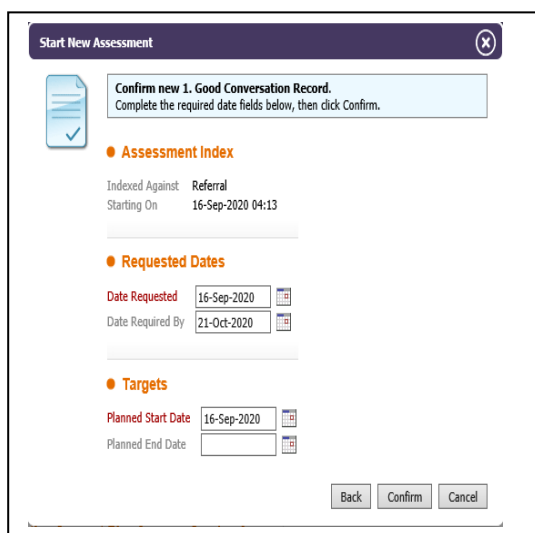 Start New Assessment
Confirm new 1. Good Conversation Record.
Complete the required date fields below, then click Confirm.
Assessment Index
Indexed Against Referral
Starting On 16-Sep-2020 04:13
Requested Dates
Date Requested 16-Sep-2020
Date Required By 21-Oct-2020
Targets
Planned Start Date 16-Sep-2020
Planned End Date
Back Confirm Cancel